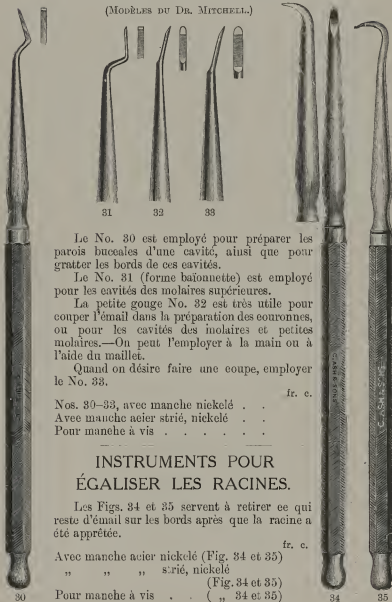 (MODÈLES DU DR. MITCHELL.)
31 32 33
Le No. 30 est employé pour préparer les
parois buccales d'une cavité, ainsi que pour
gratter les bords de ces cavités.
Le No. 31 (forme baïonnette) est employé
pour les cavités des molaires supérieures.
La petite gouge No. 32 est très utile pour
couper l'émail dans la préparation des couronnes,
ou pour les cavités des molaires et petites
molaires.—On peut l'employer à la main ou à
l'aide du maillet.
Quand on désire faire une coupe, employer
le No. 33.
fr. c.
Nos. 30–33, avec manche nickelé . .
Avec manche acier strié, nickelé . .
Pour manche à vis . . . . . .
INSTRUMENTS POUR
ÉGALISER LES RACINES.
Les Figs. 34 et 35 servent à retirer ce qui
reste d'émail sur les bords après que la racine a
été apprêtée.
fr. c.
Avec manche acier nickelé (Fig. 34 et 35)
„ „ „ strié, nickelé
(Fig. 34 et 35)
Pour manche à vis . . ( „ 34 et 35)
30 34 35
C. ASH & SONS
C. ASH & SONS